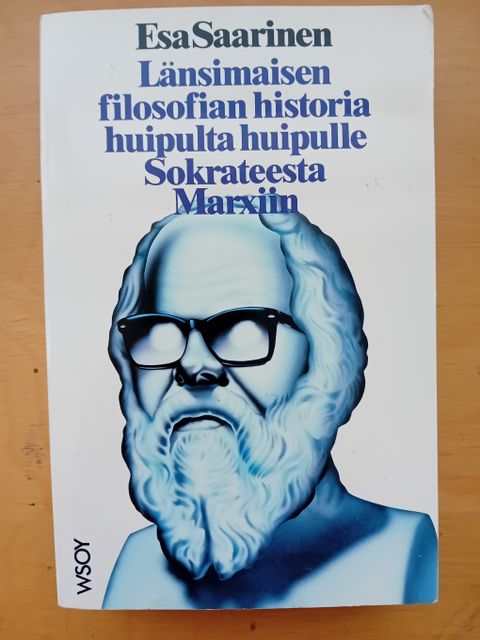 Esa Saarinen
Länsimaisen
filosofian historia
huipulta huipulle
Sokrateesta
Marxiin
WSOY